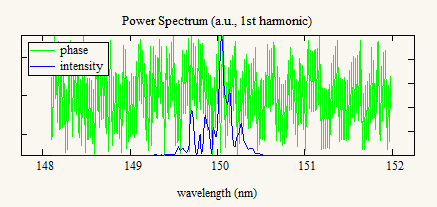 Power Spectrum (a.u., 1st harmonic)
phase
intensity
148 149 150 151 152
wavelength (nm)